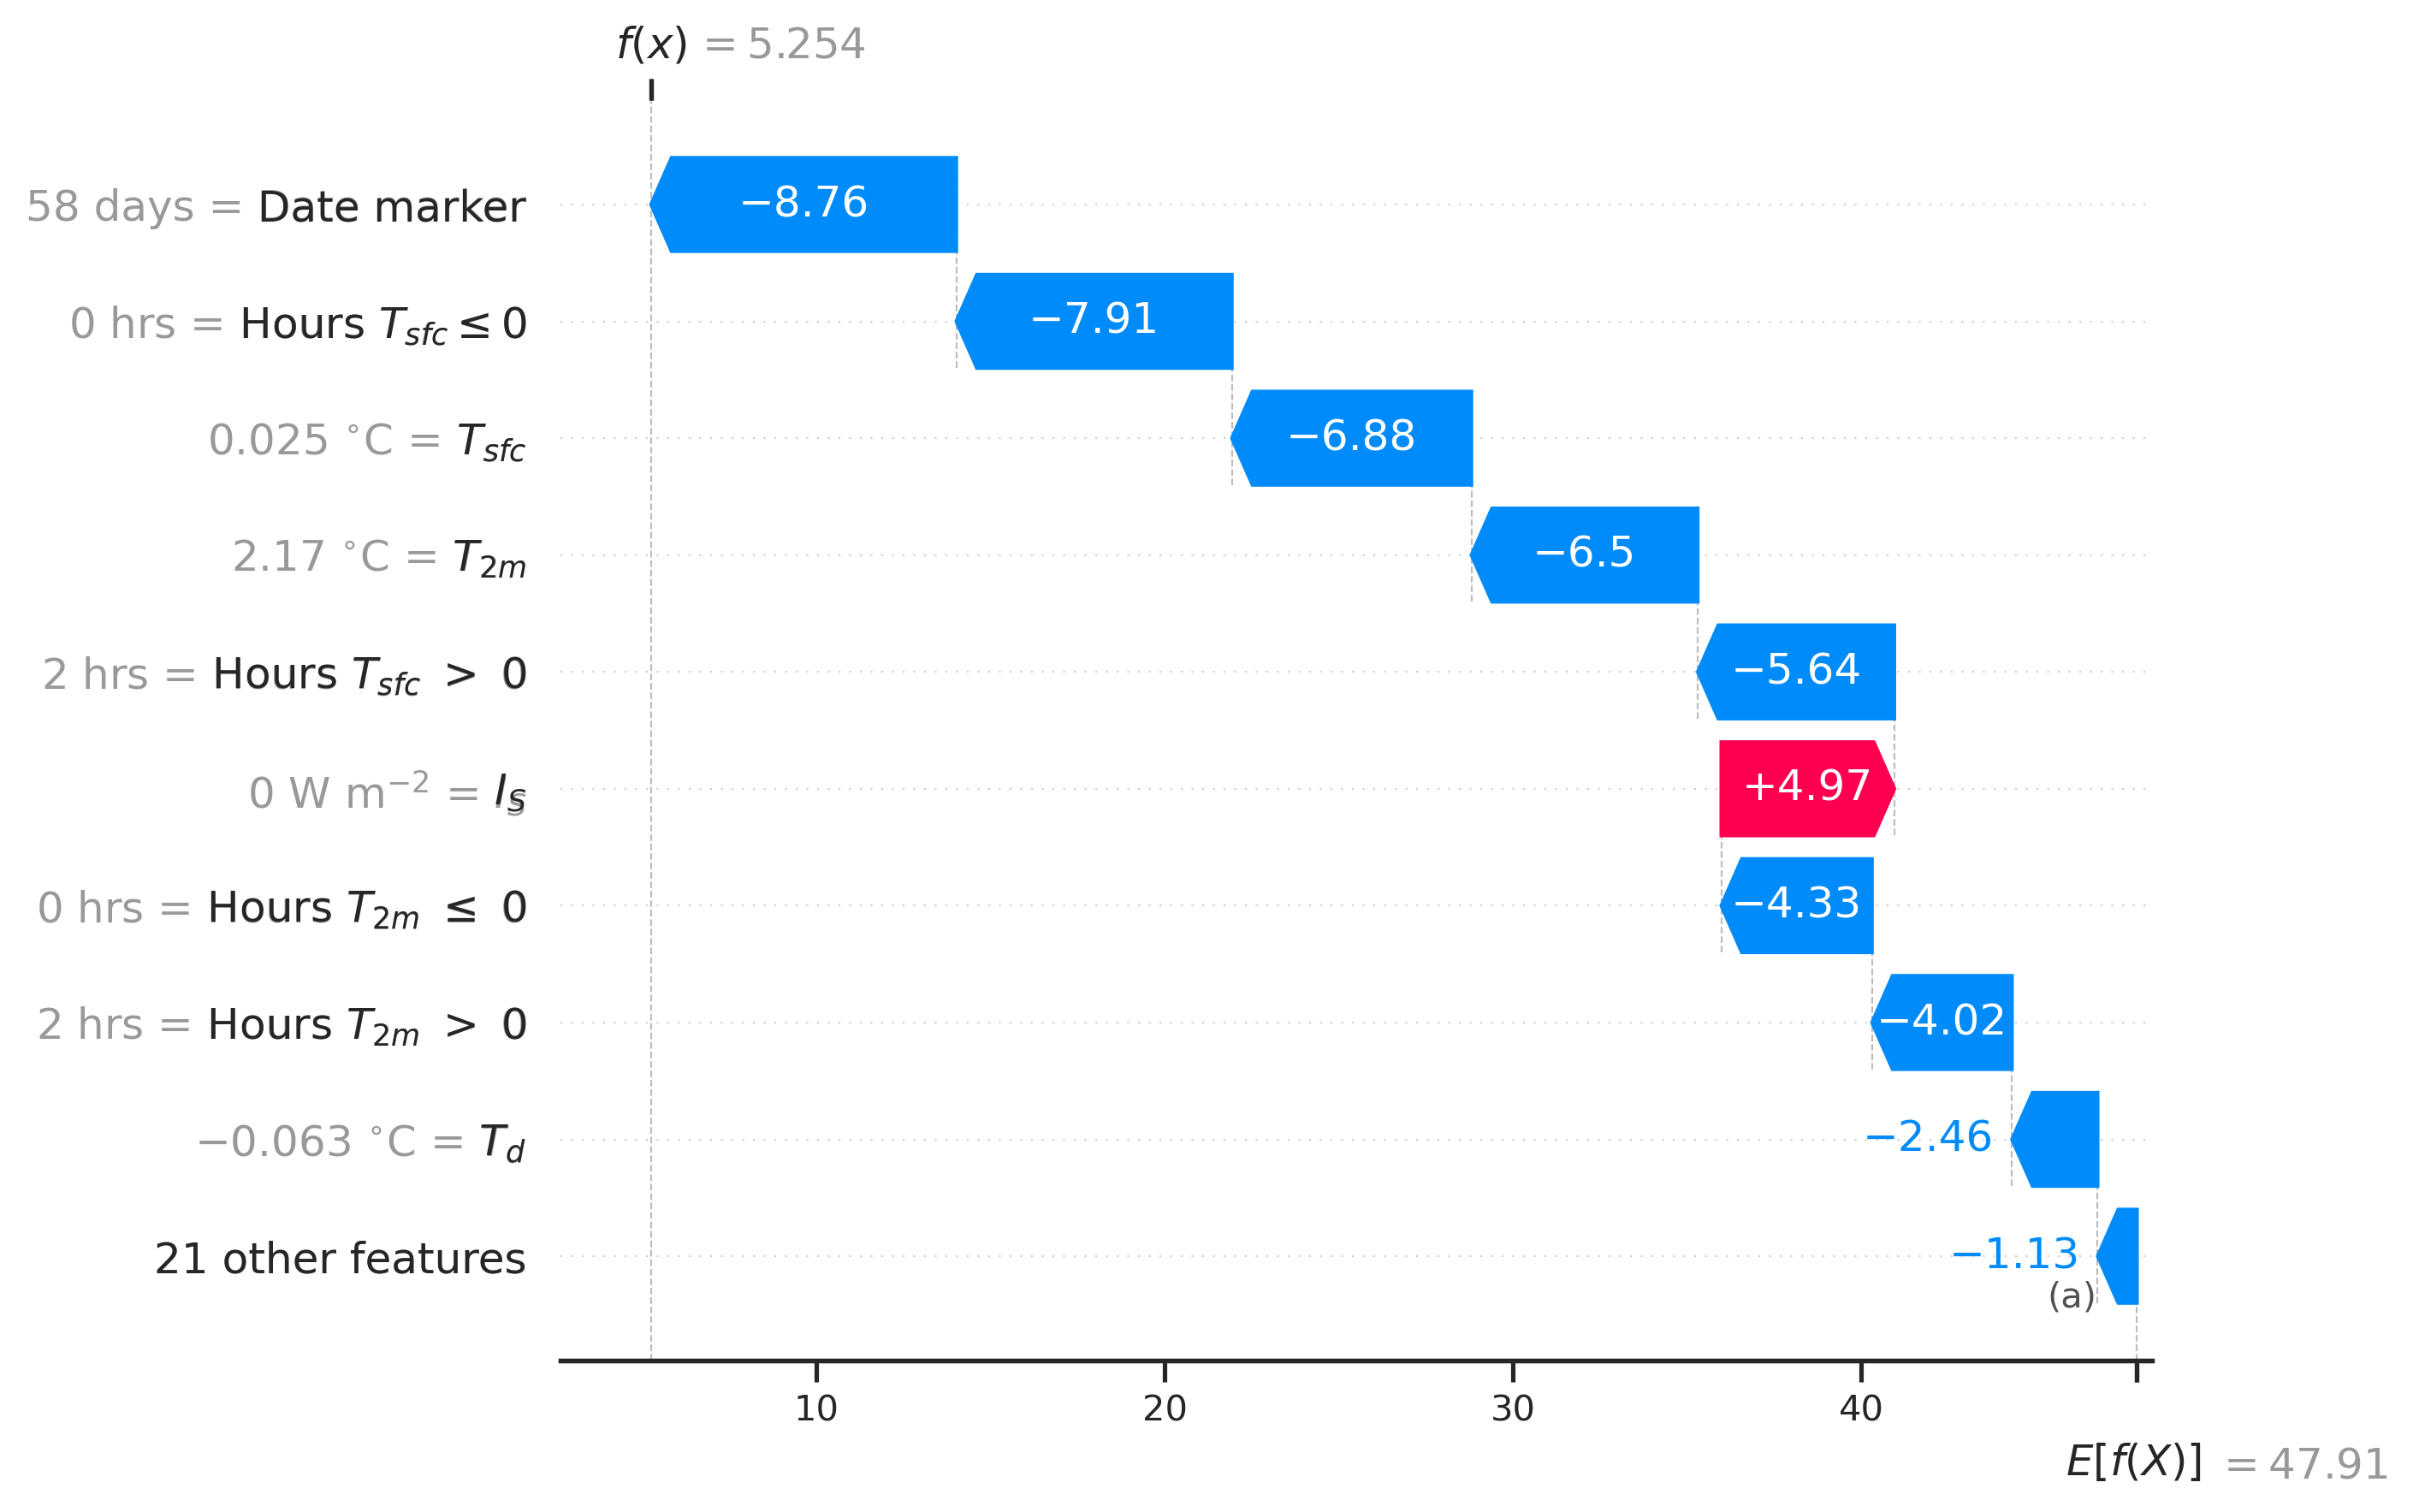 f(x) = 5.254
58 days = Date marker
−8.76
0 hrs = Hours T_sfc ≤ 0
−7.91
0.025 °C = T_sfc
−6.88
2.17 °C = T_2m
−6.5
2 hrs = Hours T_sfc > 0
−5.64
0 W m⁻² = I_S
+4.97
0 hrs = Hours T_2m ≤ 0
−4.33
2 hrs = Hours T_2m > 0
−4.02
−0.063 °C = T_d
−2.46
21 other features
−1.13
(a)
10 20 30 40
E[f(X)] = 47.91